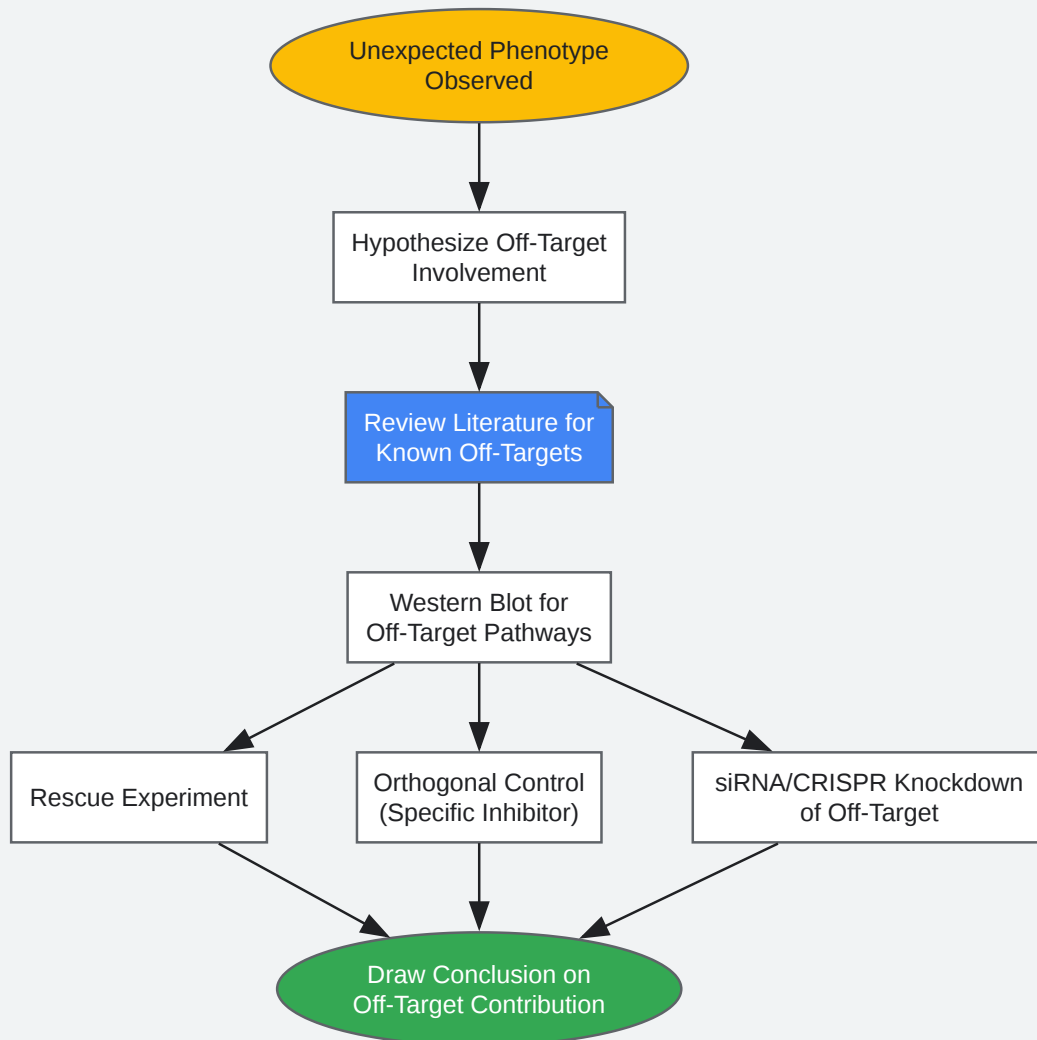 Unexpected Phenotype
Observed
Hypothesize Off-Target
Involvement
Review Literature for
Known Off-Targets
Western Blot for
Off-Target Pathways
Rescue Experiment
Orthogonal Control
(Specific Inhibitor)
siRNA/CRISPR Knockdown
of Off-Target
Draw Conclusion on
Off-Target Contribution